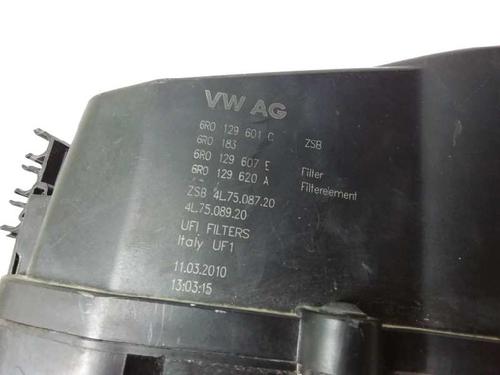 VW AG
6R0 129 601 C ZSB
6R0 183
6R0 129 607 E Filter
6R0 129 620 A Filterelement
ZSB 4L.75.087.20
4L.75.089.20
UFI FILTERS
Italy UF1
11.03.2010
13:03:15